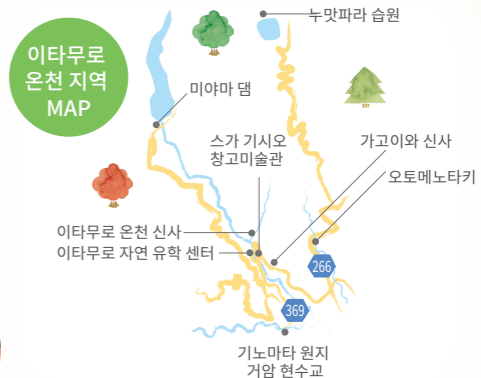 이타무로
온천 지역
MAP
누맛파라 습원
미야마 댐
스가 기시오
창고미술관
가고이와 신사
오토메노타키
이타무로 온천 신사
이타무로 자연 유학 센터
266
369
기노마타 원지
거암 현수교